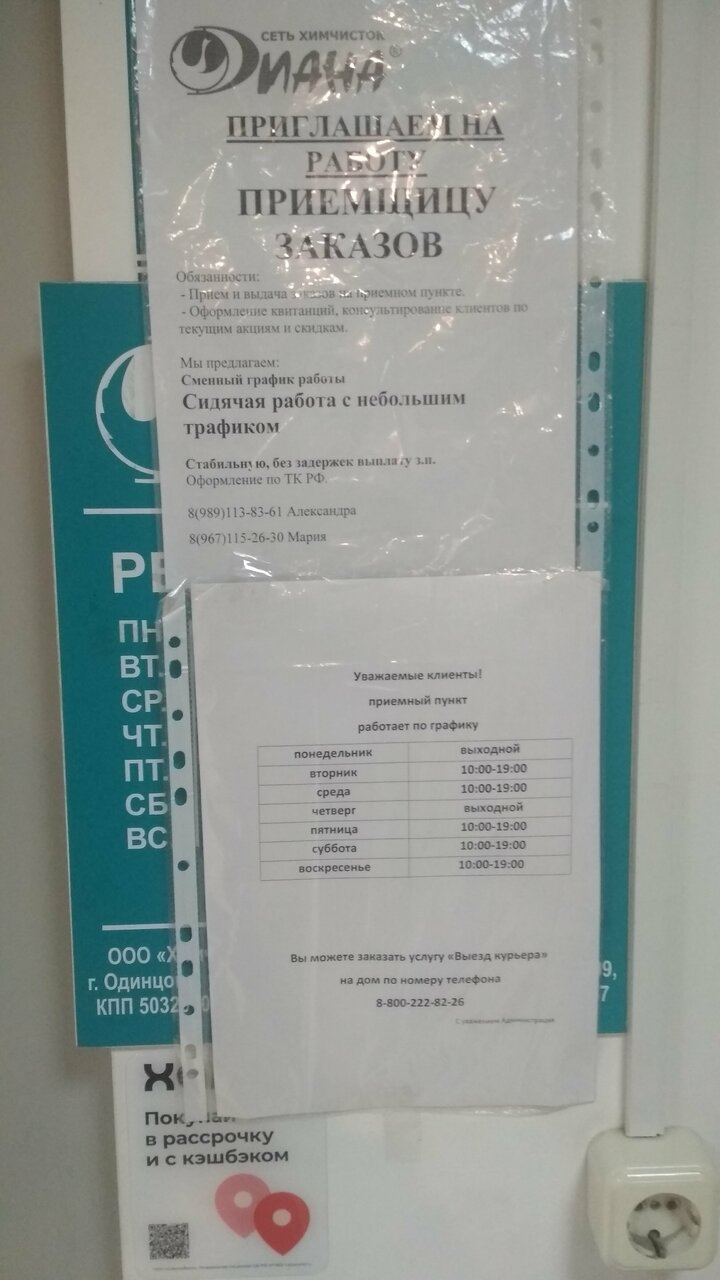 СЕТЬ ХИМЧИСТОК
ДИАНА®
ПРИГЛАШАЕМ НА
РАБОТУ
ПРИЕМЩИЦУ
ЗАКАЗОВ
Обязанности:
- Прием и выдача заказов на приемном пункте.
- Оформление квитанций, консультирование клиентов по
текущим акциям и скидкам.
Мы предлагаем:
Сменный график работы
Сидячая работа с небольшим
трафиком
Стабильную, без задержек выплату з.п.
Оформление по ТК РФ.
8(989)113-83-61 Александра
8(967)115-26-30 Мария
ПН
ВТ.
СР.
ЧТ.
ПТ.
СБ
ВС
ООО
г. Одинцо
КПП 5032
Уважаемые клиенты!
приемный пункт
работает по графику
понедельник выходной
вторник 10:00-19:00
среда 10:00-19:00
четверг выходной
пятница 10:00-19:00
суббота 10:00-19:00
воскресенье 10:00-19:00
Вы можете заказать услугу «Выезд курьера»
на дом по номеру телефона
8-800-222-82-26
С уважением Администрация
Покупай
в рассрочку
и с кэшбэком